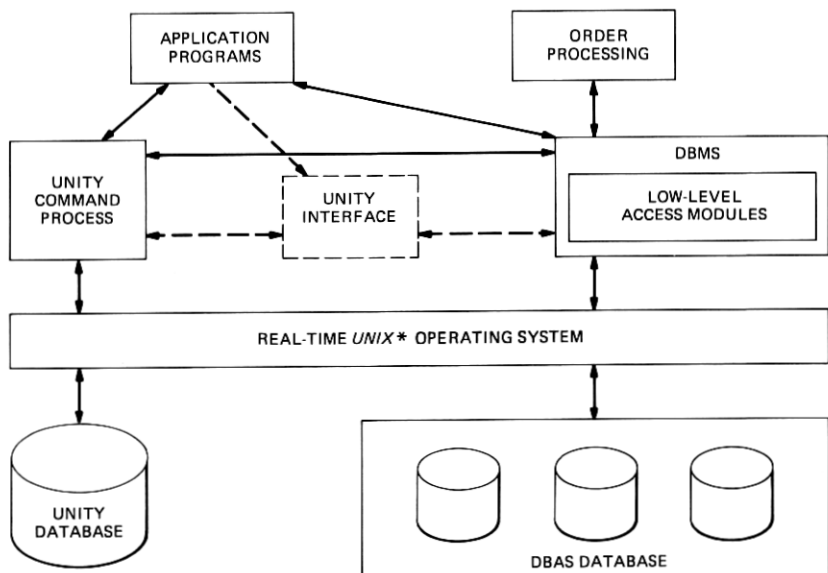 APPLICATION
PROGRAMS
ORDER
PROCESSING
UNITY
COMMAND
PROCESS
UNITY
INTERFACE
DBMS
LOW-LEVEL
ACCESS MODULES
REAL-TIME UNIX* OPERATING SYSTEM
UNITY
DATABASE
DBAS DATABASE